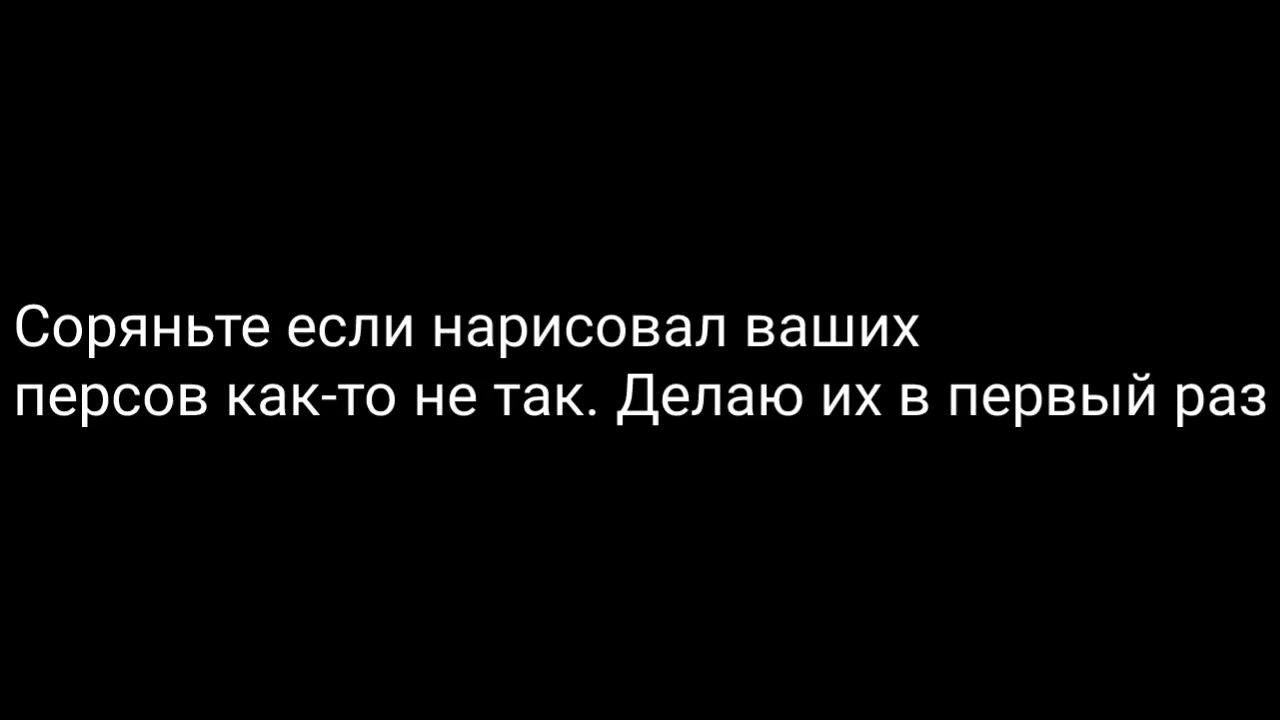 Соряньте если нарисовал ваших
персов как-то не так. Делаю их в первый раз